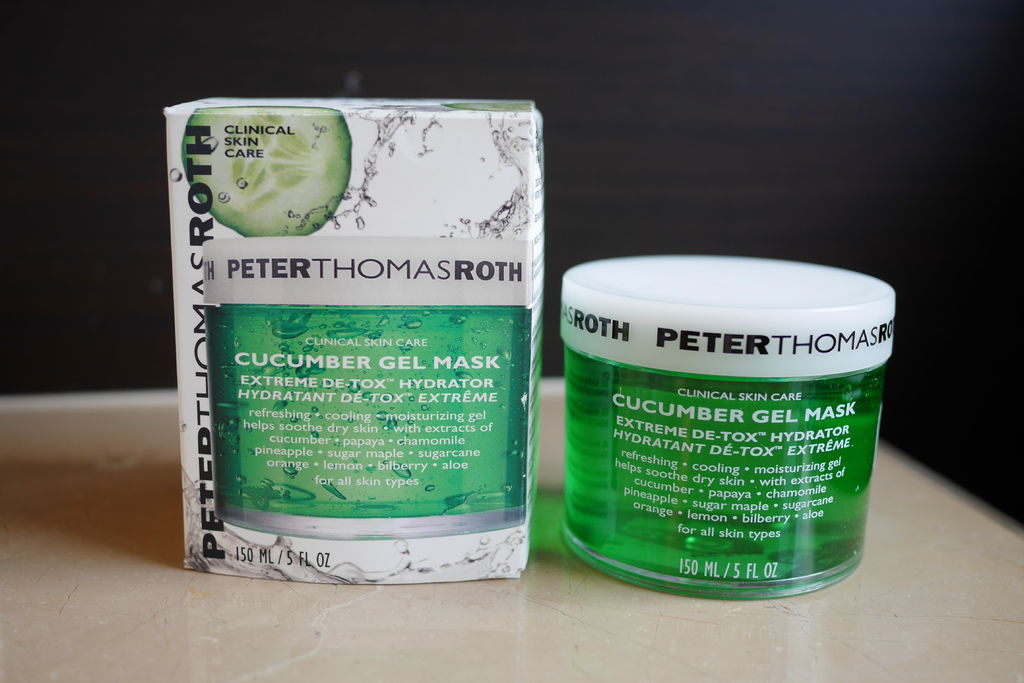 CLINICAL
SKIN
CARE
PETERTHOMASROTH
PETERTHOMASROTH
CLINICAL SKIN CARE
CUCUMBER GEL MASK
EXTREME DE-TOX™ HYDRATOR
HYDRATANT DÉ-TOX™ EXTRÊME
refreshing • cooling • moisturizing gel
helps soothe dry skin • with extracts of
cucumber • papaya • chamomile
pineapple • sugar maple • sugarcane
orange • lemon • bilberry • aloe
for all skin types
150 ML / 5 FL OZ
ASROTH PETERTHOMASRO
CLINICAL SKIN CARE
CUCUMBER GEL MASK
EXTREME DE-TOX™ HYDRATOR
HYDRATANT DÉ-TOX™ EXTRÊME
refreshing • cooling • moisturizing gel
helps soothe dry skin • with extracts of
cucumber • papaya • chamomile
pineapple • sugar maple • sugarcane
orange • lemon • bilberry • aloe
for all skin types
150 ML / 5 FL OZ